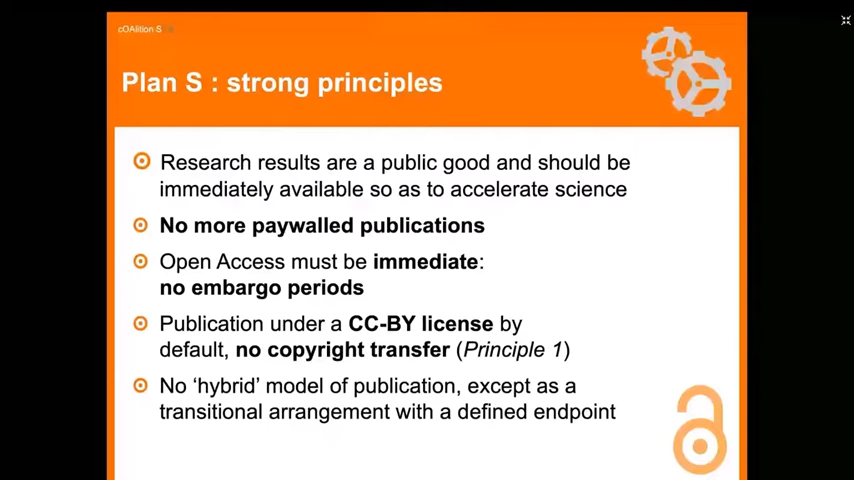 cOAlition S
Plan S : strong principles
Research results are a public good and should be
immediately available so as to accelerate science
No more paywalled publications
Open Access must be immediate:
no embargo periods
Publication under a CC-BY license by
default, no copyright transfer (Principle 1)
No ‘hybrid’ model of publication, except as a
transitional arrangement with a defined endpoint